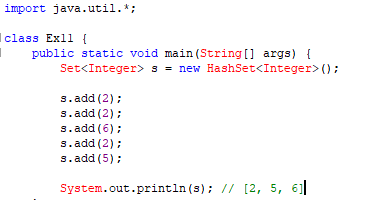 import java.util.*;
class Ex11 {
public static void main(String[] args) {
Set<Integer> s = new HashSet<Integer>();
s.add(2);
s.add(2);
s.add(6);
s.add(2);
s.add(5);
System.out.println(s); // [2, 5, 6]